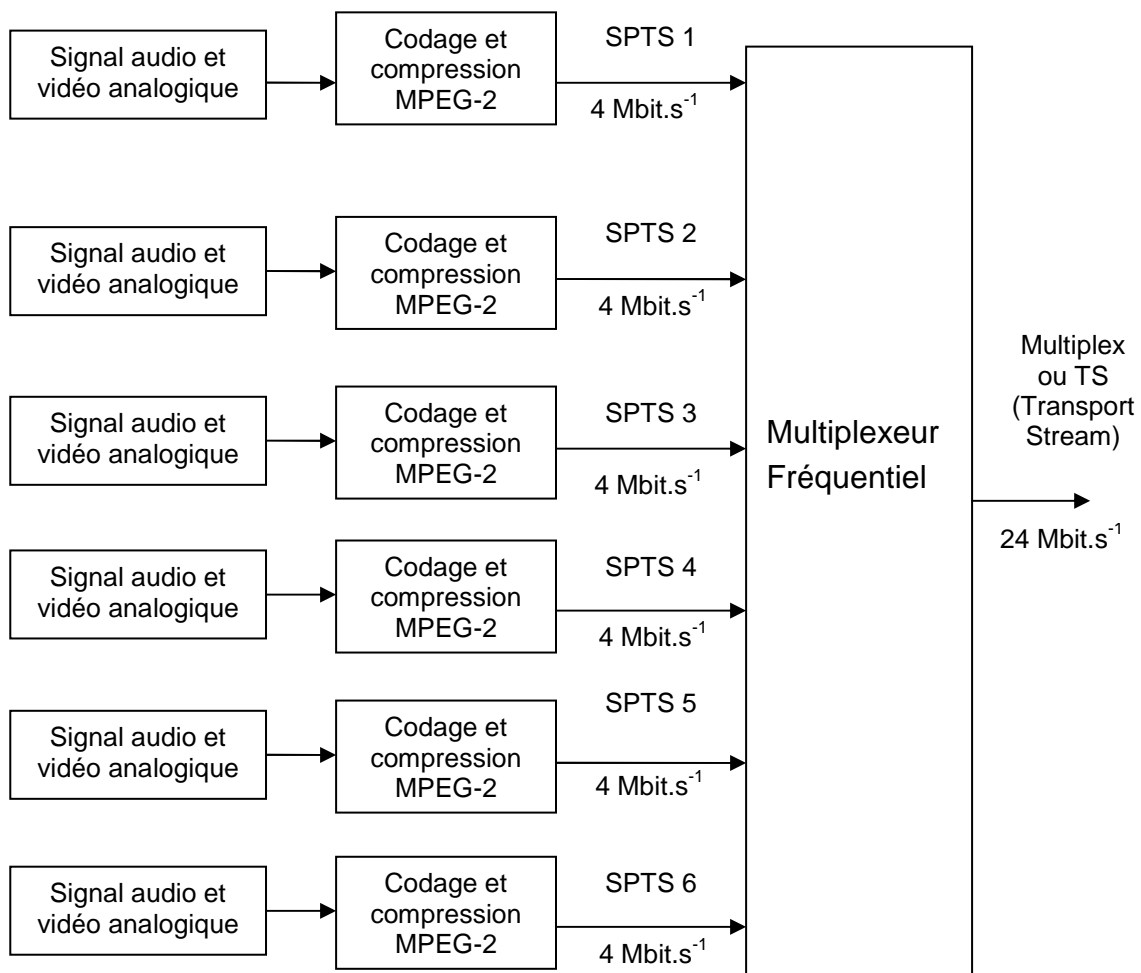 Signal audio et
vidéo analogique
Codage et
compression
MPEG-2
SPTS 1
4 Mbit.s-1
Signal audio et
vidéo analogique
Codage et
compression
MPEG-2
SPTS 2
4 Mbit.s-1
Signal audio et
vidéo analogique
Codage et
compression
MPEG-2
SPTS 3
4 Mbit.s-1
Signal audio et
vidéo analogique
Codage et
compression
MPEG-2
SPTS 4
4 Mbit.s-1
Signal audio et
vidéo analogique
Codage et
compression
MPEG-2
SPTS 5
4 Mbit.s-1
Signal audio et
vidéo analogique
Codage et
compression
MPEG-2
SPTS 6
4 Mbit.s-1
Multiplexeur
Fréquentiel
Multiplex
ou TS
(Transport
Stream)
24 Mbit.s-1